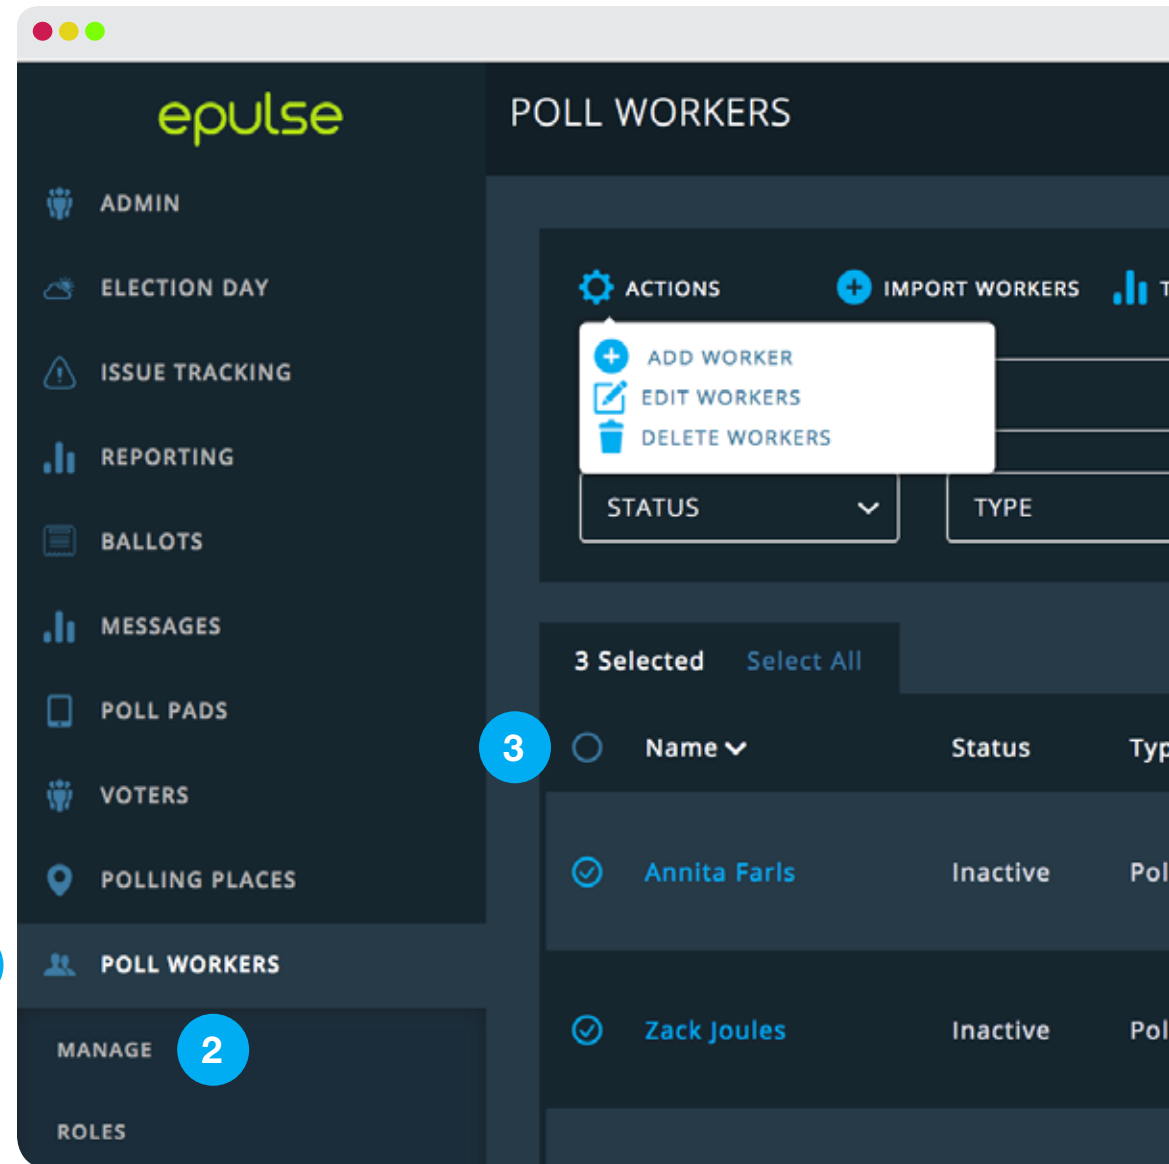 epulse
POLL WORKERS
ADMIN
ELECTION DAY
ISSUE TRACKING
REPORTING
BALLOTS
MESSAGES
POLL PADS
VOTERS
POLLING PLACES
POLL WORKERS
MANAGE 2
ROLES
ACTIONS IMPORT WORKERS
ADD WORKER
EDIT WORKERS
DELETE WORKERS
STATUS TYPE
3 Selected Select All
3 Name Status
Annita Farls Inactive
Zack Joules Inactive